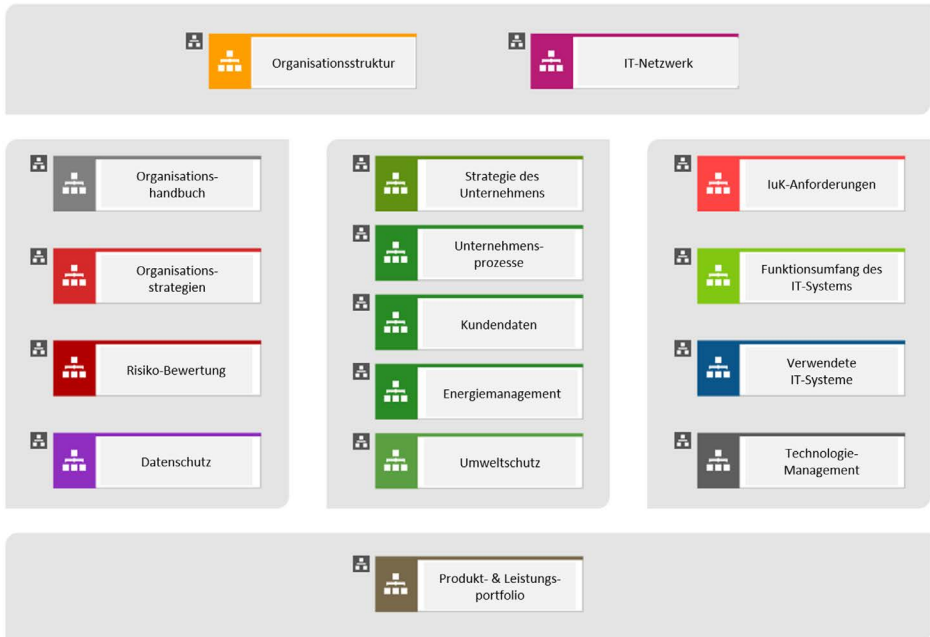 Organisationsstruktur
IT-Netzwerk
Organisations-
handbuch
Organisations-
strategien
Risiko-Bewertung
Datenschutz
Strategie des
Unternehmens
Unternehmens-
prozesse
Kundendaten
Energiemanagement
Umweltschutz
IuK-Anforderungen
Funktionsumfang des
IT-Systems
Verwendete
IT-Systeme
Technologie-
Management
Produkt- & Leistungs-
portfolio